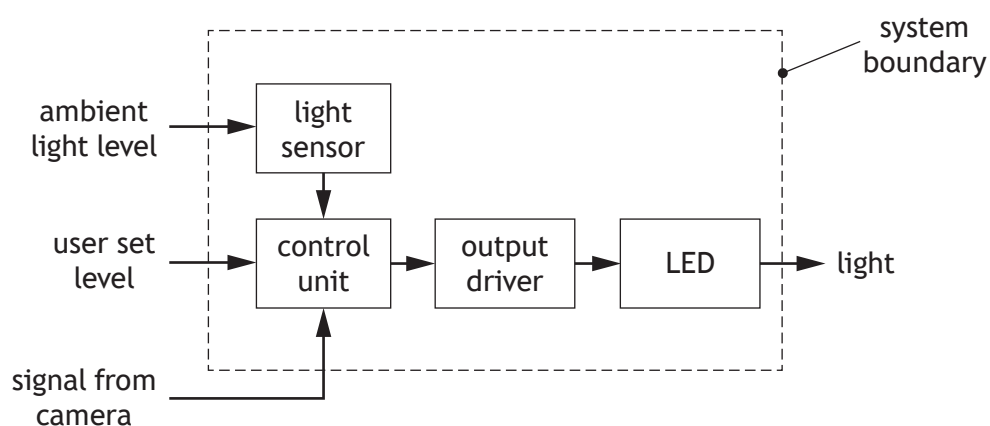 system
boundary
ambient
light level
light
sensor
user set
level
control
unit
output
driver
LED
light
signal from
camera